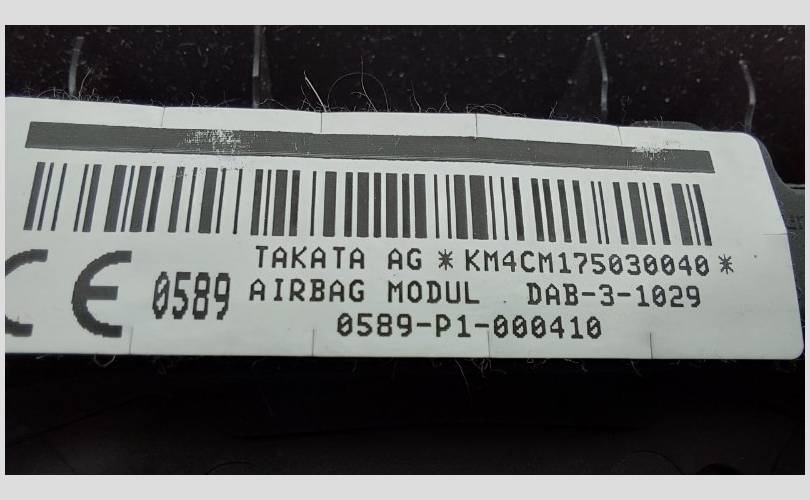 TAKATA AG *KM4CM175030040*
CE 0589 AIRBAG MODUL DAB-3-1029
0589-P1-000410